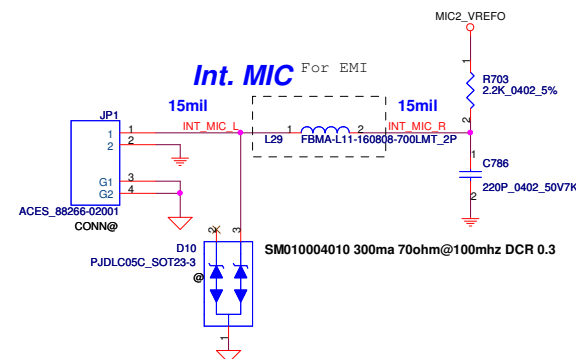 MIC2_VREFO
Int. MIC
For EMI
1
R703
2.2K_0402_5%
2
15mil
15mil
JP1
1 1
2 2
INT_MIC_L
L29 1 2 FBMA-L11-160808-700LMT_2P
INT_MIC_R
G1 3
G2 4
1
C786
220P_0402_50V7K
2
ACES_88266-02001
CONN@
2 3
D10
PJDLC05C_SOT23-3
@
SM010004010 300ma 70ohm@100mhz DCR 0.3
1